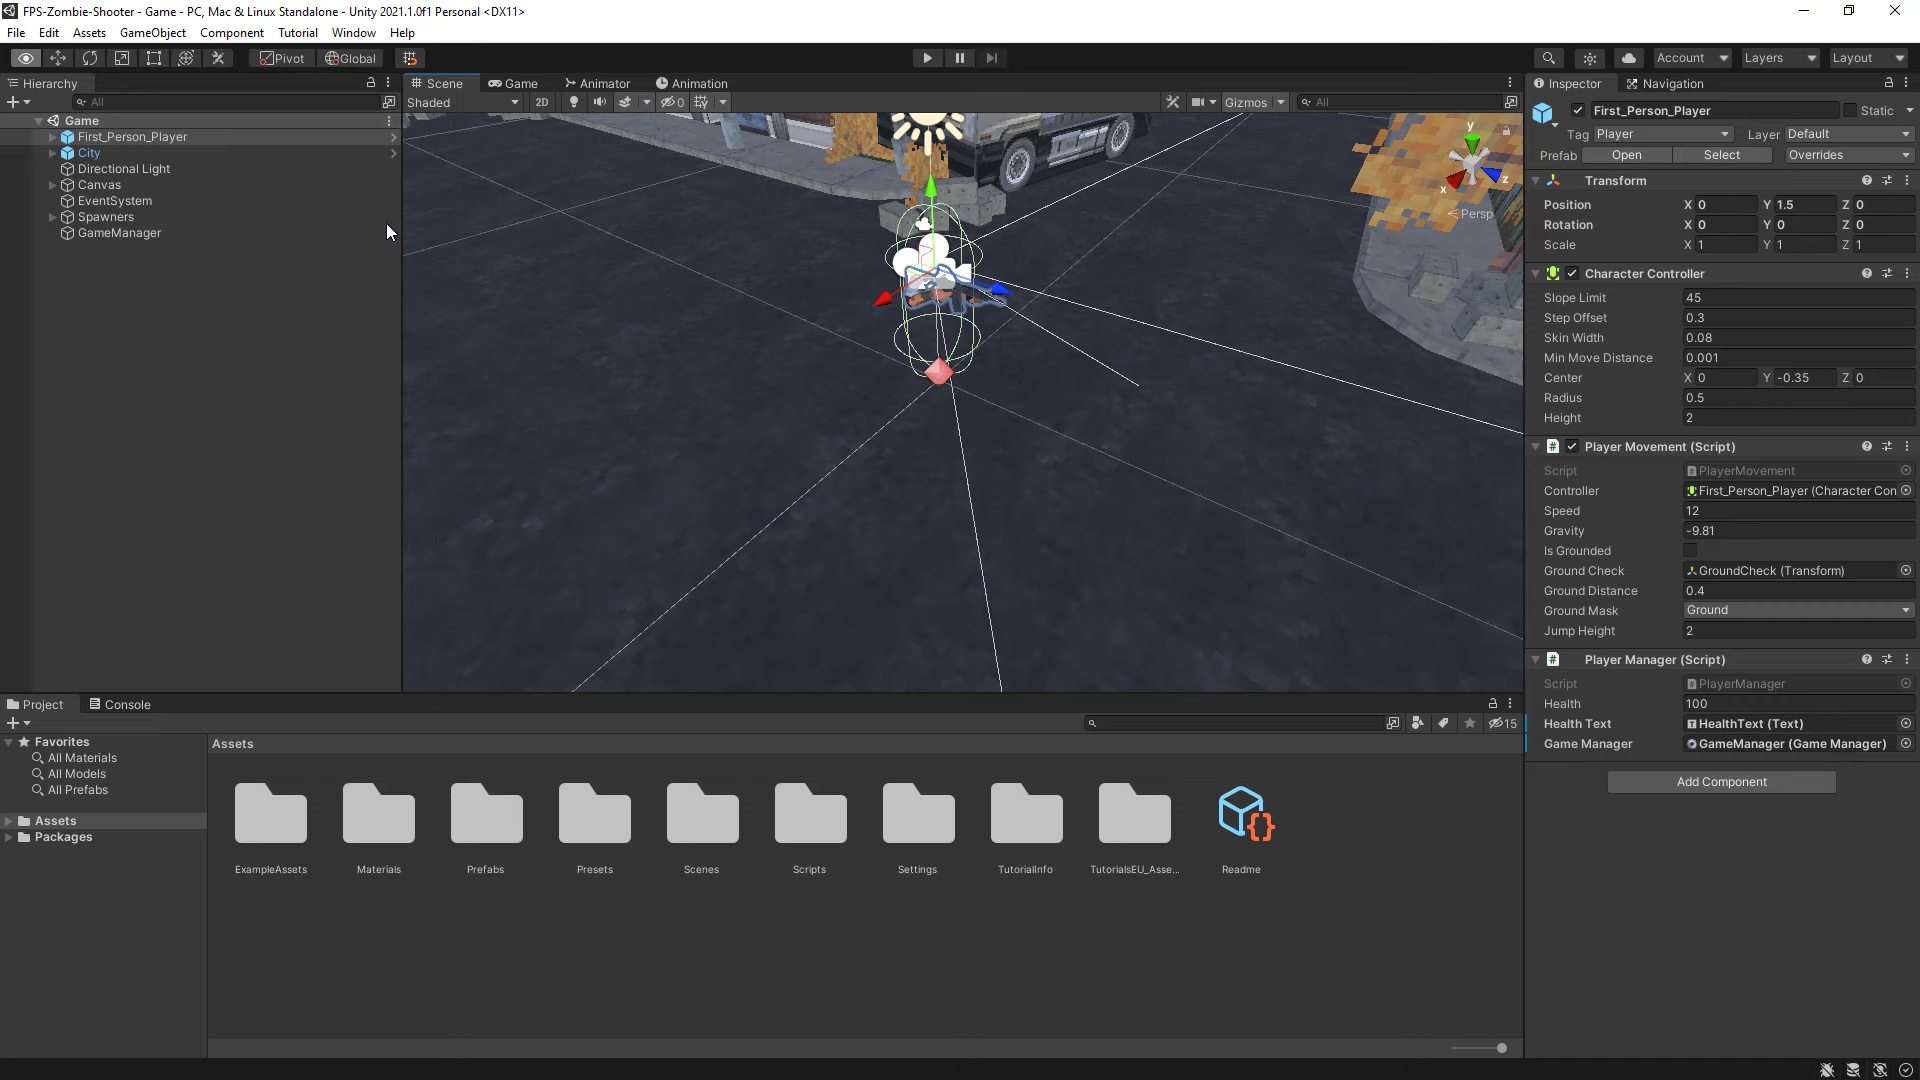 FPS-Zombie-Shooter - Game - PC, Mac & Linux Standalone - Unity 2021.1.0f1 Personal <DX11>
File Edit Assets GameObject Component Tutorial Window Help
Pivot Global Account Layers Layout
Hierarchy
All
Game
First_Person_Player
City
Directional Light
Canvas
EventSystem
Spawners
GameManager
Scene Game Animator Animation
Shaded 2D 0 Gizmos All
y
x
z
Persp
Inspector Navigation
First_Person_Player Static
Tag Player Layer Default
Prefab Open Select Overrides
Transform
Position X 0 Y 1.5 Z 0
Rotation X 0 Y 0 Z 0
Scale X 1 Y 1 Z 1
Character Controller
Slope Limit 45
Step Offset 0.3
Skin Width 0.08
Min Move Distance 0.001
Center X 0 Y -0.35 Z 0
Radius 0.5
Height 2
Player Movement (Script)
Script PlayerMovement
Controller First_Person_Player (Character Con
Speed 12
Gravity -9.81
Is Grounded
Ground Check GroundCheck (Transform)
Ground Distance 0.4
Ground Mask Ground
Jump Height 2
Player Manager (Script)
Script PlayerManager
Health 100
Health Text HealthText (Text)
Game Manager GameManager (Game Manager)
Add Component
Project Console
15
Favorites
All Materials
All Models
All Prefabs
Assets
Packages
Assets
ExampleAssets Materials Prefabs Presets Scenes Scripts Settings TutorialInfo TutorialsEU_Asse... Readme